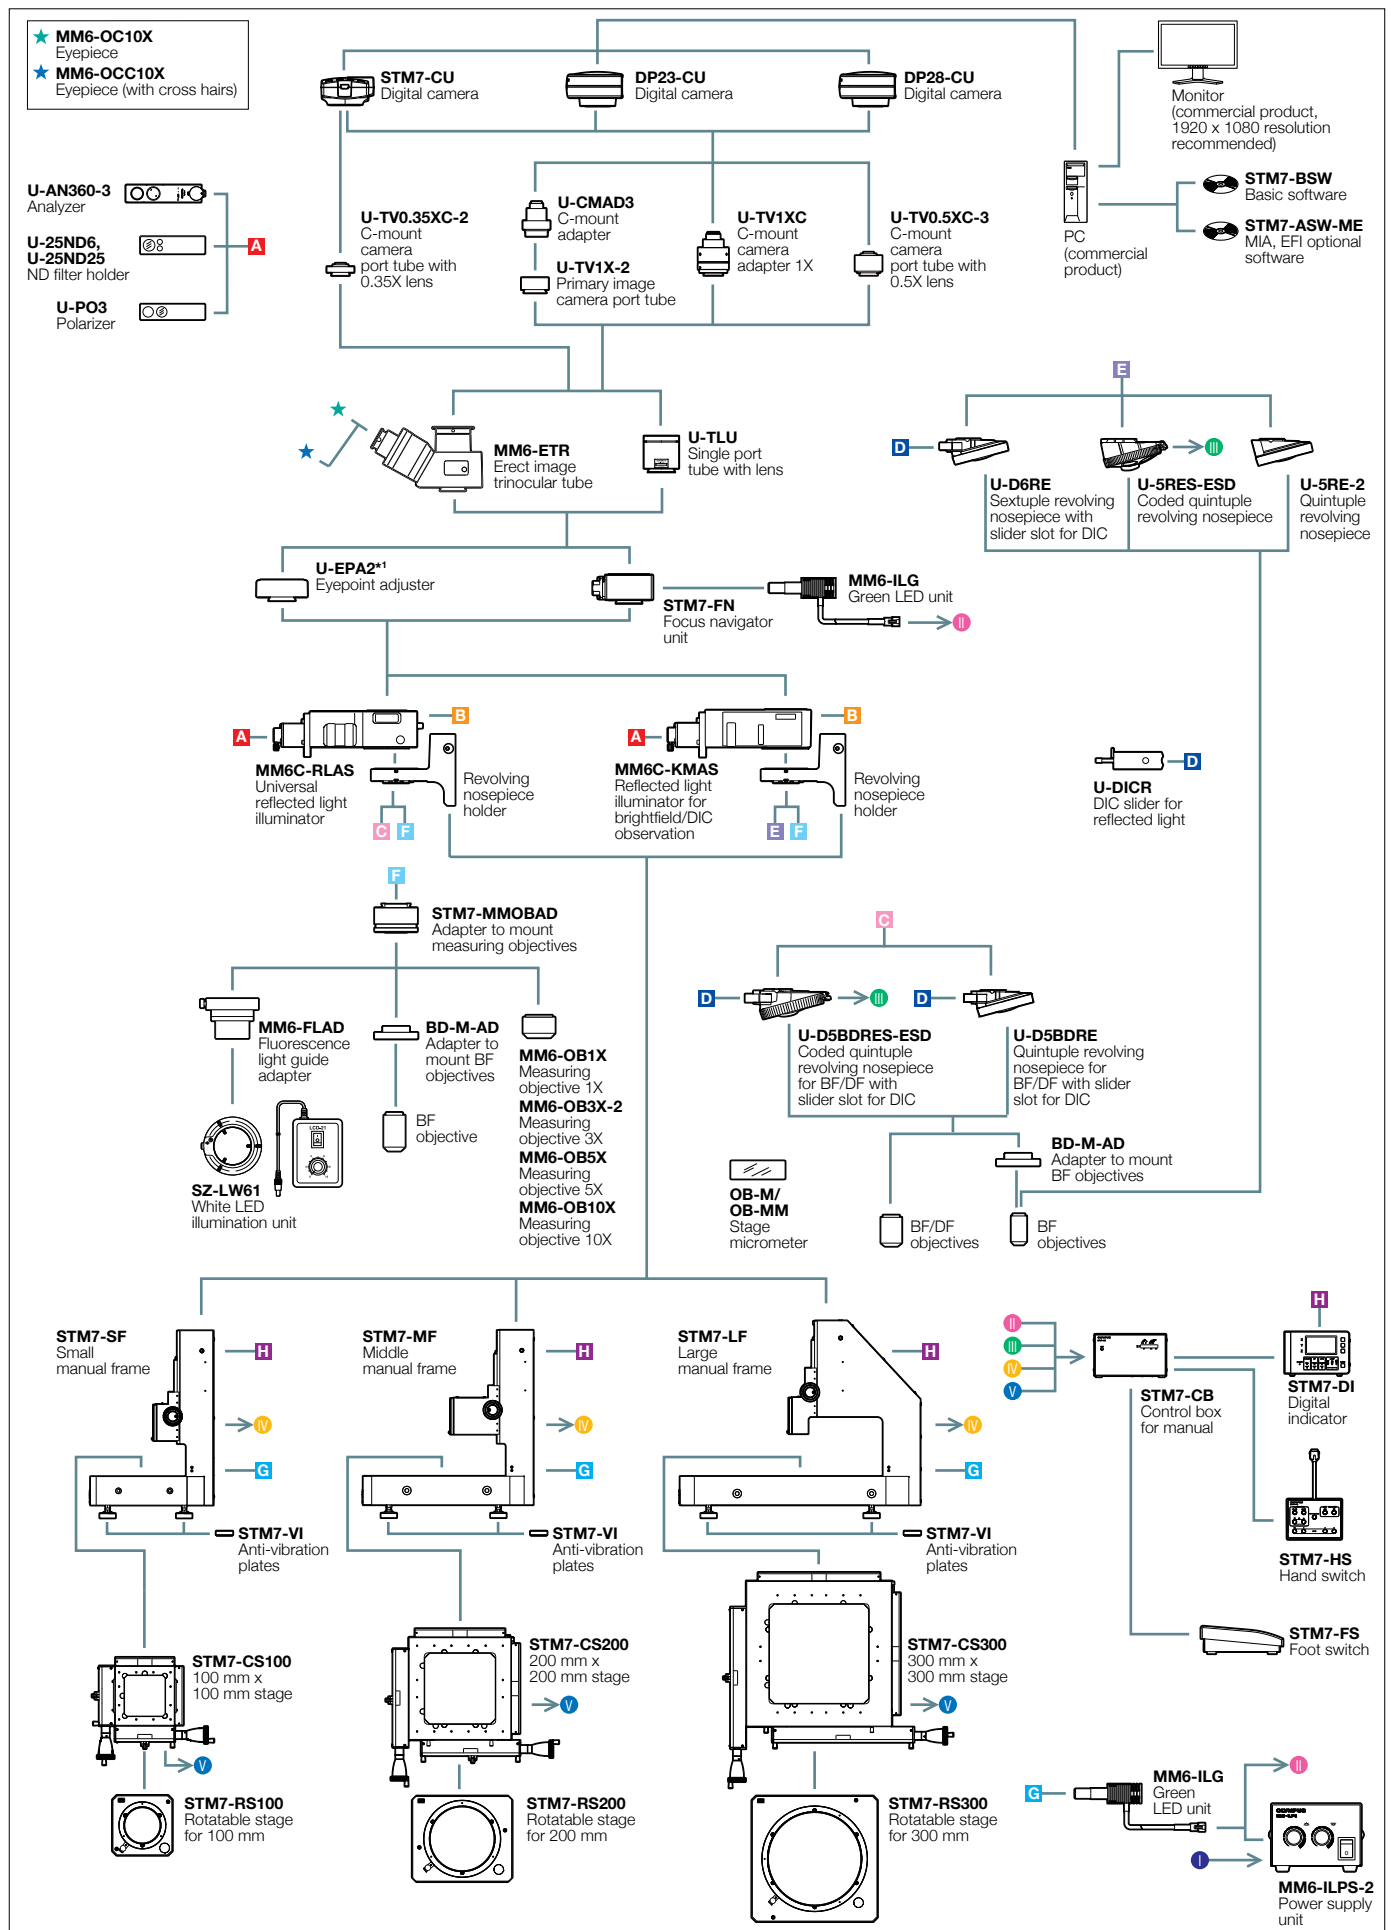 MM6-OC10X
Eyepiece
MM6-OCC10X
Eyepiece (with cross hairs)
STM7-CU
Digital camera
DP23-CU
Digital camera
DP28-CU
Digital camera
Monitor
(commercial product,
1920 x 1080 resolution
recommended)
U-AN360-3
Analyzer
U-25ND6,
U-25ND25
ND filter holder
U-PO3
Polarizer
A
U-TV0.35XC-2
C-mount
camera
port tube with
0.35X lens
U-CMAD3
C-mount
adapter
U-TV1X-2
Primary image
camera port tube
U-TV1XC
C-mount
camera
adapter 1X
U-TV0.5XC-3
C-mount
camera
port tube with
0.5X lens
PC
(commercial
product)
STM7-BSW
Basic software
STM7-ASW-ME
MIA, EFI optional
software
MM6-ETR
Erect image
trinocular tube
U-TLU
Single port
tube with lens
E
D
III
U-D6RE
Sextuple revolving
nosepiece with
slider slot for DIC
U-5RES-ESD
Coded quintuple
revolving nosepiece
U-5RE-2
Quintuple
revolving
nosepiece
U-EPA2*1
Eyepoint adjuster
STM7-FN
Focus navigator
unit
MM6-ILG
Green LED unit
II
A
B
MM6C-RLAS
Universal
reflected light
illuminator
Revolving
nosepiece
holder
C
F
A
B
MM6C-KMAS
Reflected light
illuminator for
brightfield/DIC
observation
Revolving
nosepiece
holder
E
F
D
U-DICR
DIC slider for
reflected light
F
STM7-MMOBAD
Adapter to mount
measuring objectives
MM6-FLAD
Fluorescence
light guide
adapter
BD-M-AD
Adapter to
mount BF
objectives
BF
objective
MM6-OB1X
Measuring
objective 1X
MM6-OB3X-2
Measuring
objective 3X
MM6-OB5X
Measuring
objective 5X
MM6-OB10X
Measuring
objective 10X
SZ-LW61
White LED
illumination unit
C
D
III
D
U-D5BDRES-ESD
Coded quintuple
revolving nosepiece
for BF/DF with
slider slot for DIC
U-D5BDRE
Quintuple revolving
nosepiece for
BF/DF with slider
slot for DIC
BD-M-AD
Adapter to mount
BF objectives
OB-M/
OB-MM
Stage
micrometer
BF/DF
objectives
BF
objectives
STM7-SF
Small
manual frame
H
IV
G
STM7-VI
Anti-vibration
plates
STM7-MF
Middle
manual frame
H
IV
G
STM7-VI
Anti-vibration
plates
STM7-LF
Large
manual frame
H
IV
G
STM7-VI
Anti-vibration
plates
II
III
IV
V
STM7-CB
Control box
for manual
H
STM7-DI
Digital
indicator
STM7-HS
Hand switch
STM7-FS
Foot switch
STM7-CS100
100 mm x
100 mm stage
V
STM7-CS200
200 mm x
200 mm stage
V
STM7-CS300
300 mm x
300 mm stage
V
STM7-RS100
Rotatable stage
for 100 mm
STM7-RS200
Rotatable stage
for 200 mm
STM7-RS300
Rotatable stage
for 300 mm
G
MM6-ILG
Green
LED unit
II
I
OLYMPUS
MM6-ILPS-2
Power supply
unit